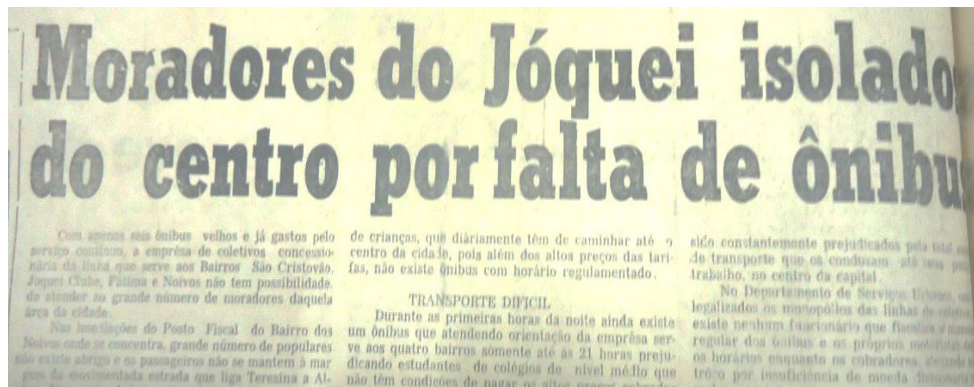 Moradores do Jóquei isolado
do centro por falta de ônibu
Com apenas seis ônibus velhos e já gastos pelo
serviço contínuo, a emprêsa de coletivos concessio-
nária da linha que serve aos Bairros São Cristovão,
Joquei Clube, Fátima e Noivos não tem possibilidade,
de atender ao grande número de moradores daquela
área da cidade.
Nas imediações do Posto Fiscal do Bairro dos
Noivos onde se concentra, grande número de populares
não existe abrigo e os passageiros não se mantem à mar
gem da movimentada estrada que liga Teresina a Al-
de crianças, que diàriamente têm de caminhar até o
centro da cidade, pois além dos altos preços das tari-
fas, não existe ônibus com horário regulamentado.
TRANSPORTE DIFICIL
Durante as primeiras horas da noite ainda existe
um ônibus que atendendo orientação da emprêsa ser-
ve aos quatro bairros sòmente até às 21 horas preju-
dicando estudantes de colégios de nível médio que
não têm condições de pagar os altos preços cobrados
sido constantemente prejudicados pela total
de transporte que os conduzam até seus
trabalho, no centro da capital.
No Departamento de Serviços
legalizados os monopólios das linhas de
existe nenhum funcionário que fiscalize o
regular dos ônibus e os próprios
os horários enquanto os cobradores,
trôco por insuficiência de moeda